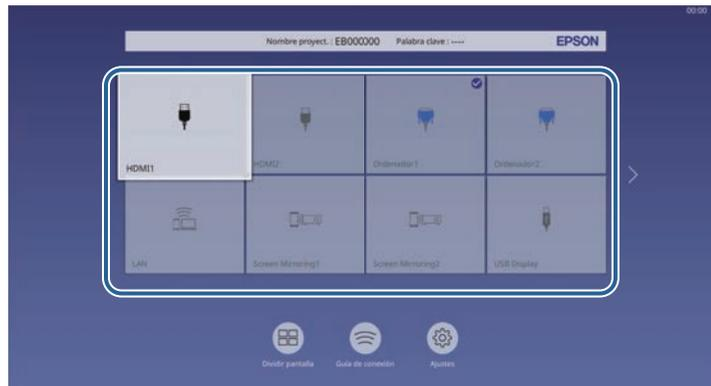 00:00
Nombre proyect. : EB000000 Palabra clave : ---- EPSON
HDMI1 HDMI2 Ordenador1 Ordenador2
LAN Screen Mirroring1 Screen Mirroring2 USB Display
Dividir pantalla Guía de conexión Ajustes